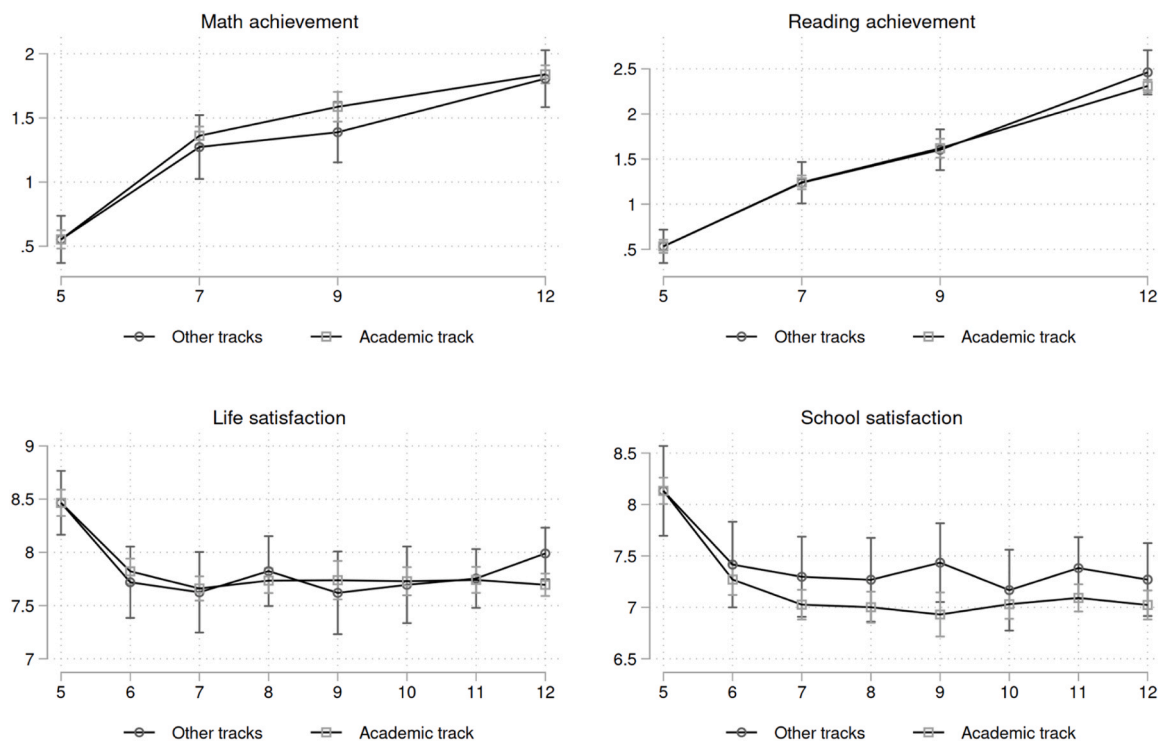 Math achievement
2
1.5
1
.5
5 7 9 12
Other tracks Academic track
Reading achievement
2.5
2
1.5
1
.5
5 7 9 12
Other tracks Academic track
Life satisfaction
9
8.5
8
7.5
7
5 6 7 8 9 10 11 12
Other tracks Academic track
School satisfaction
8.5
8
7.5
7
6.5
5 6 7 8 9 10 11 12
Other tracks Academic track